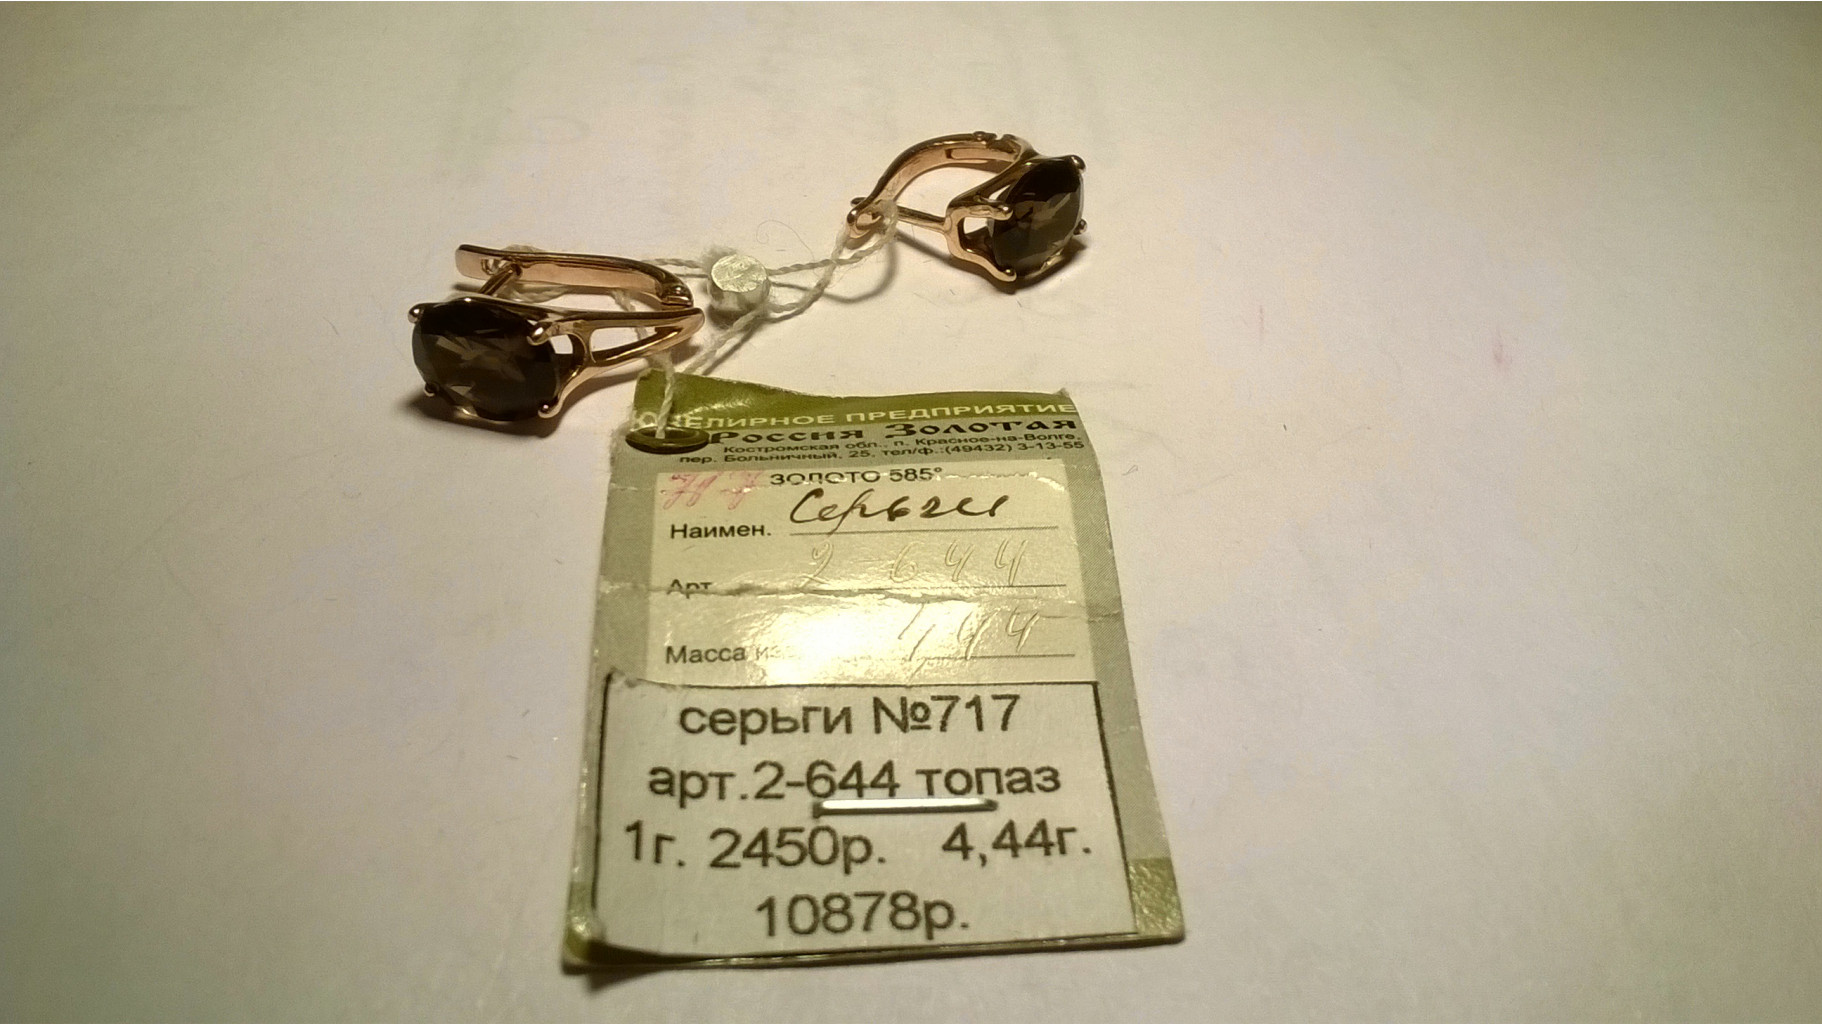 ЮВЕЛИРНОЕ ПРЕДПРИЯТИЕ
Россия Золотая
Костромская обл., п. Красное-на-Волге,
пер. Больничный, 25, тел/ф.:(49432) 3-13-55
ЗОЛОТО 585°
Наимен. Серьги
Арт 2 644
Масса 4,44
серьги №717
арт.2-644 топаз
1г. 2450р. 4,44г.
10878р.